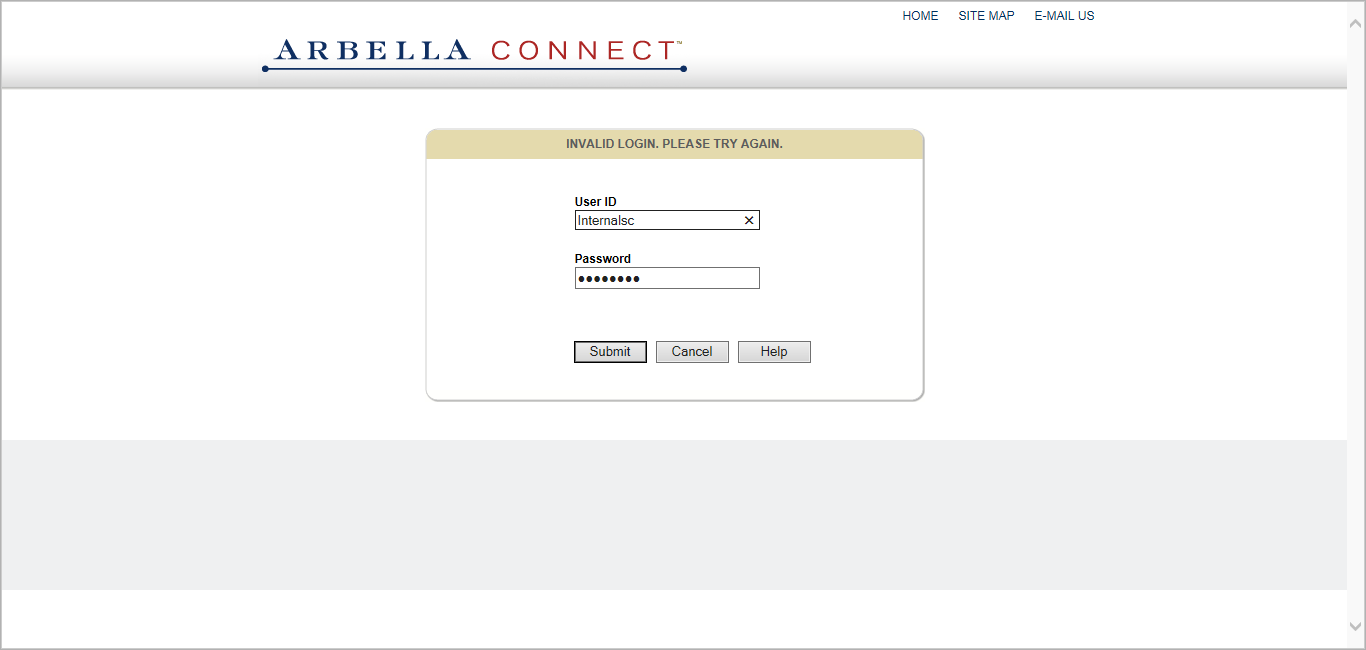 HOME SITE MAP E-MAIL US
ARBELLA CONNECT™
INVALID LOGIN. PLEASE TRY AGAIN.
User ID
Internalsc ✕
Password
●●●●●●●●
Submit Cancel Help